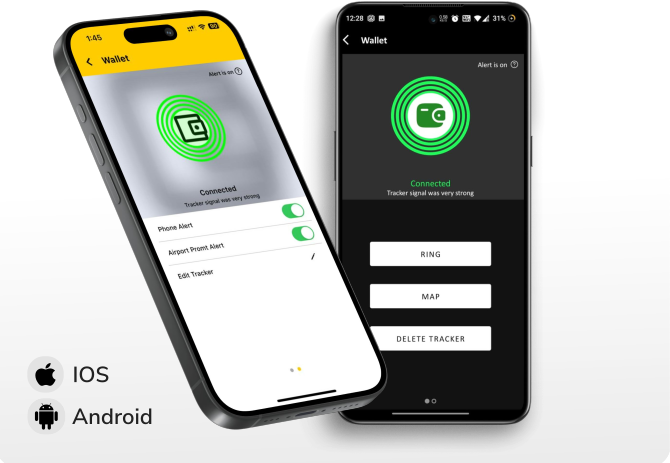 1:45
Wallet
Alert is on
Connected
Tracker signal was very strong
Phone Alert
Airport Promt Alert
Edit Tracker
12:28
31%
Wallet
Alert is on
Connected
Tracker signal was very strong
RING
MAP
DELETE TRACKER
IOS
Android